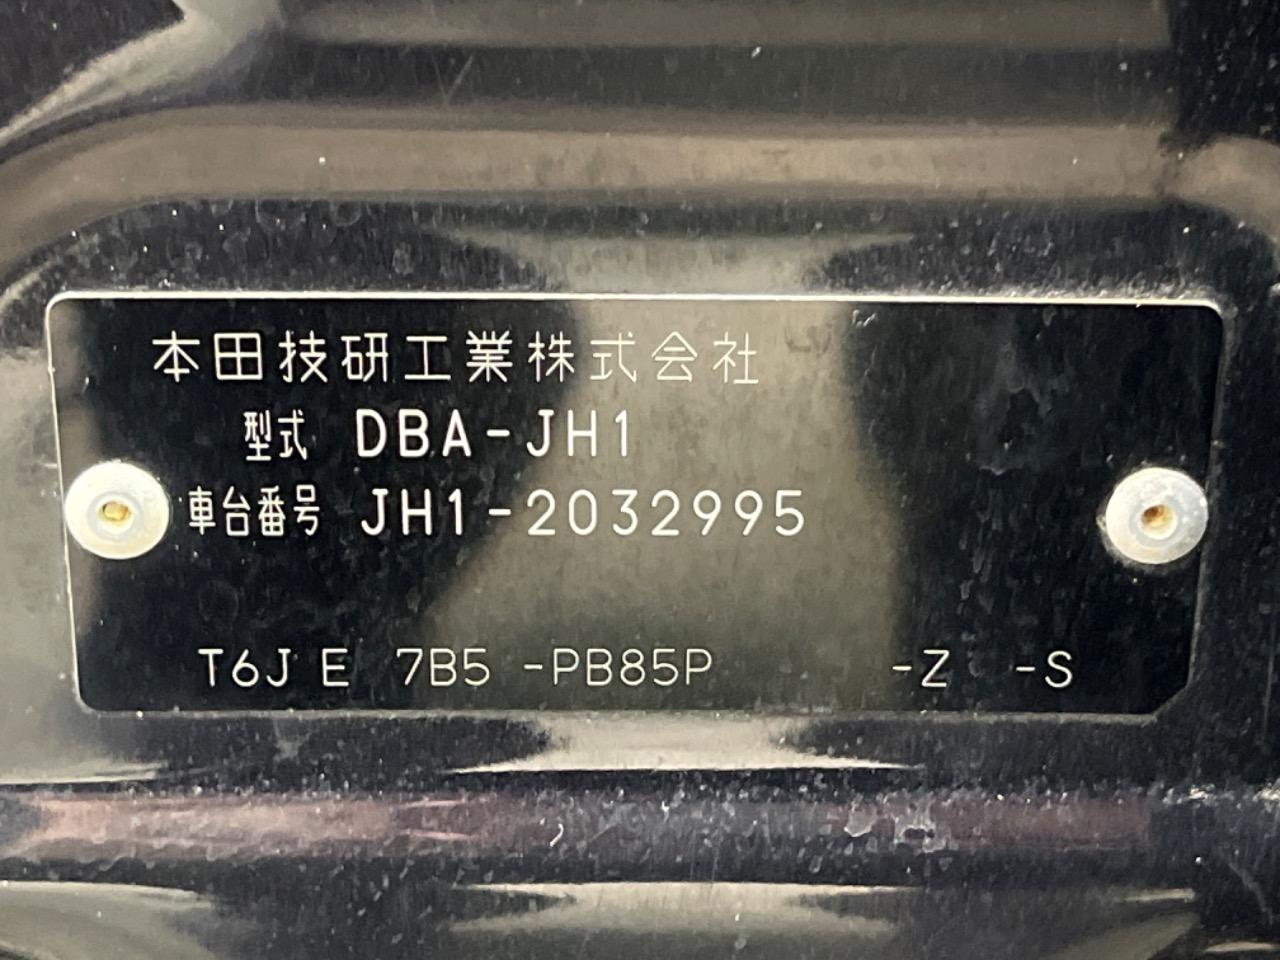 本田技研工業株式会社
型式 DBA-JH1
車台番号 JH1-2032995
T6JE 7B5 -PB85P -Z -S